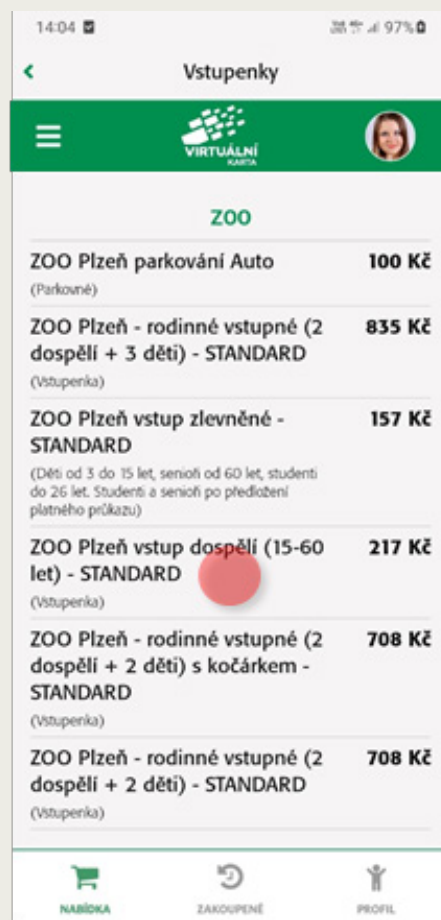 14:04 97%
Vstupenky
VIRTUÁLNÍ
KARTA
ZOO
ZOO Plzeň parkování Auto 100 Kč
(Parkovné)
ZOO Plzeň - rodinné vstupné (2 835 Kč
dospělí + 3 děti) - STANDARD
(Vstupenka)
ZOO Plzeň vstup zlevněné - 157 Kč
STANDARD
(Děti od 3 do 15 let, senioři od 60 let, studenti
do 26 let. Studenti a senioři po předložení
platného průkazu)
ZOO Plzeň vstup dospělí (15-60 217 Kč
let) - STANDARD
(Vstupenka)
ZOO Plzeň - rodinné vstupné (2 708 Kč
dospělí + 2 děti) s kočárkem -
STANDARD
(Vstupenka)
ZOO Plzeň - rodinné vstupné (2 708 Kč
dospělí + 2 děti) - STANDARD
(Vstupenka)
NABÍDKA ZAKOUPENÉ PROFIL